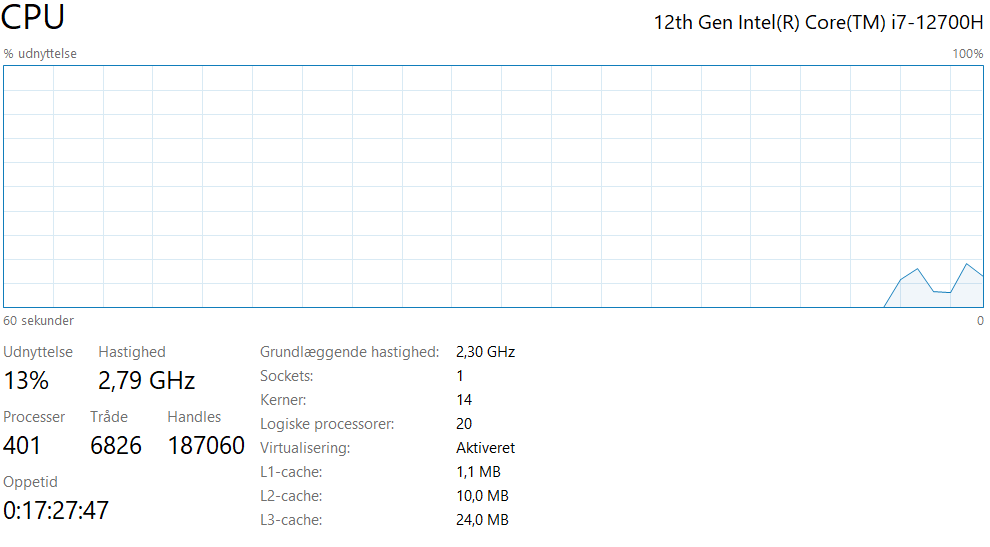 CPU
12th Gen Intel(R) Core(TM) i7-12700H
% udnyttelse
100%
60 sekunder
0
Udnyttelse
Hastighed
13%
2,79 GHz
Processer
Tråde
Handles
401
6826
187060
Oppetid
0:17:27:47
Grundlæggende hastighed: 2,30 GHz
Sockets: 1
Kerner: 14
Logiske processorer: 20
Virtualisering: Aktiveret
L1-cache: 1,1 MB
L2-cache: 10,0 MB
L3-cache: 24,0 MB